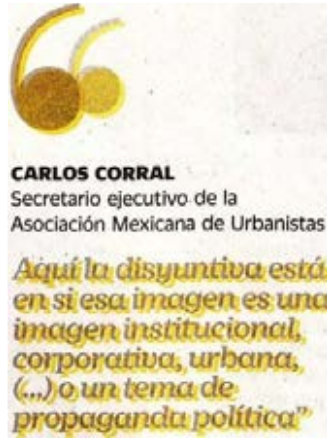 CARLOS CORRAL
Secretario ejecutivo de la
Asociación Mexicana de Urbanistas
Aquí la disyuntiva está
en si esa imagen es una
imagen institucional,
corporativa, urbana,
(...) o un tema de
propaganda política”